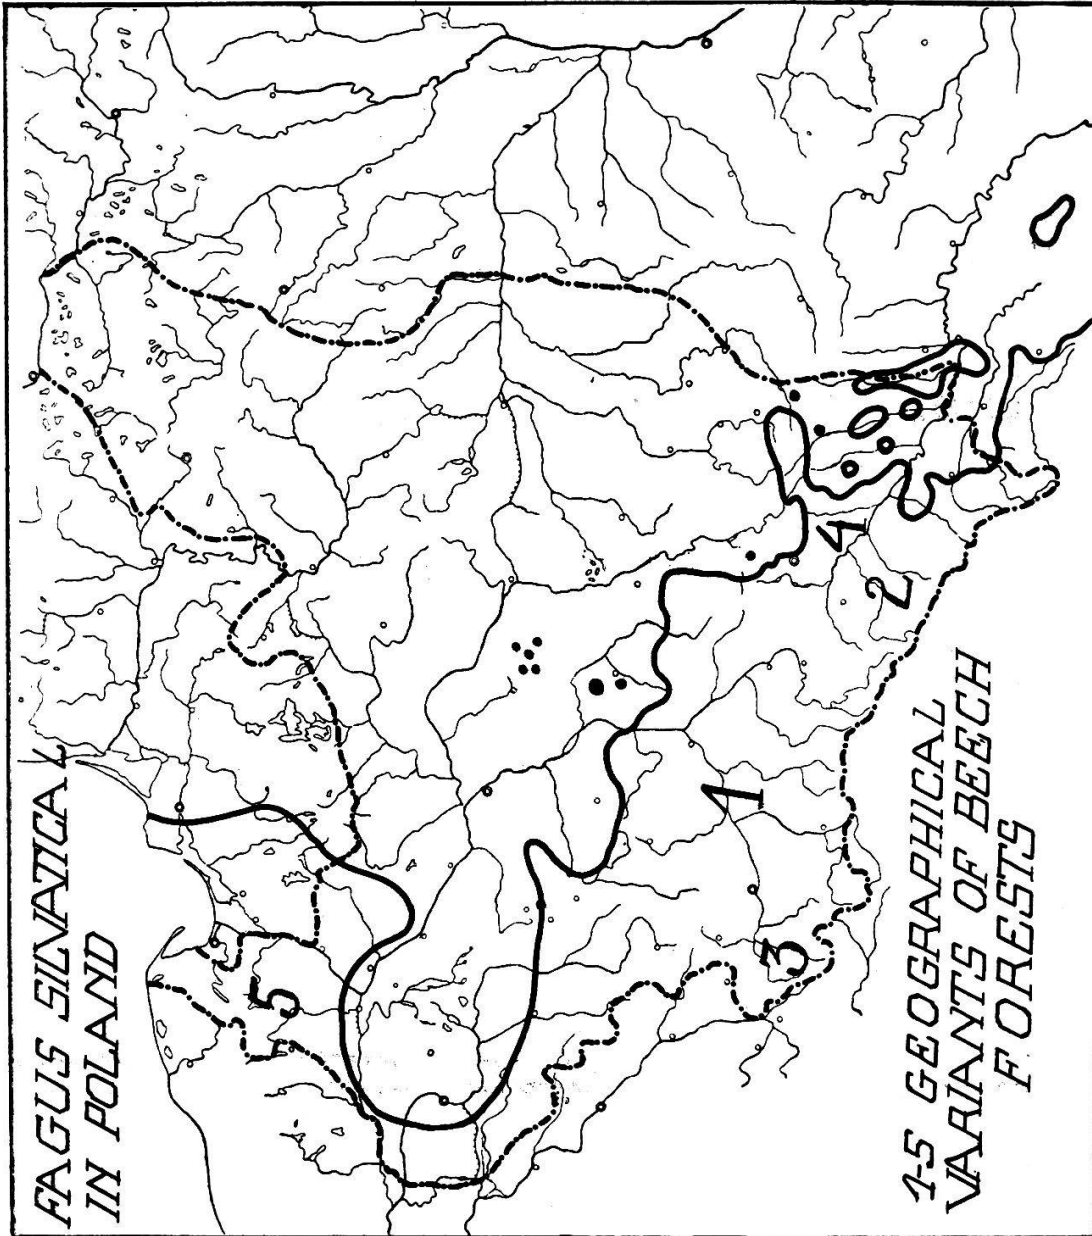 FAGUS SILVATICA L
IN POLAND
5
1
3
4
2
1-5 GEOGRAPHICAL
VARIANTS OF BEECH
FORESTS